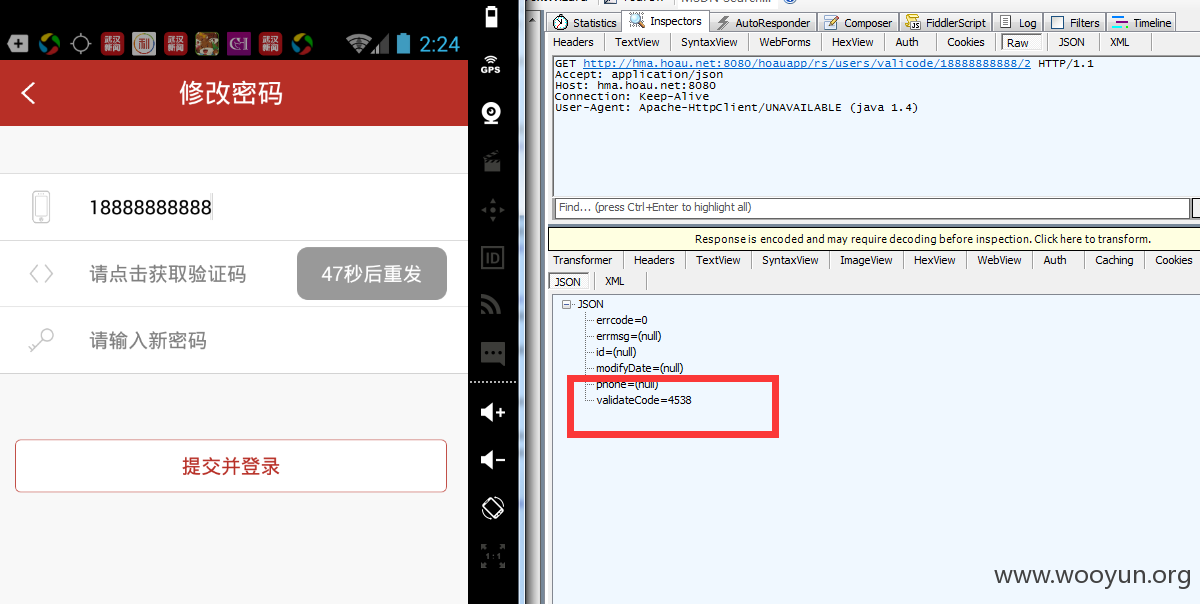 2:24
修改密码
18888888888
请点击获取验证码
47秒后重发
请输入新密码
提交并登录
GPS
ID
1:1
Statistics
Inspectors
AutoResponder
Composer
FiddlerScript
Log
Filters
Timeline
Headers
TextView
SyntaxView
WebForms
HexView
Auth
Cookies
Raw
JSON
XML
GET http://hma.hoau.net:8080/hoauapp/rs/users/valicode/18888888888/2 HTTP/1.1
Accept: application/json
Host: hma.hoau.net:8080
Connection: Keep-Alive
User-Agent: Apache-HttpClient/UNAVAILABLE (java 1.4)
Find... (press Ctrl+Enter to highlight all)
Response is encoded and may require decoding before inspection. Click here to transform.
Transformer
Headers
TextView
SyntaxView
ImageView
HexView
WebView
Auth
Caching
Cookies
JSON
XML
JSON
errcode=0
errmsg=(null)
id=(null)
modifyDate=(null)
phone=(null)
validateCode=4538
www.wooyun.org